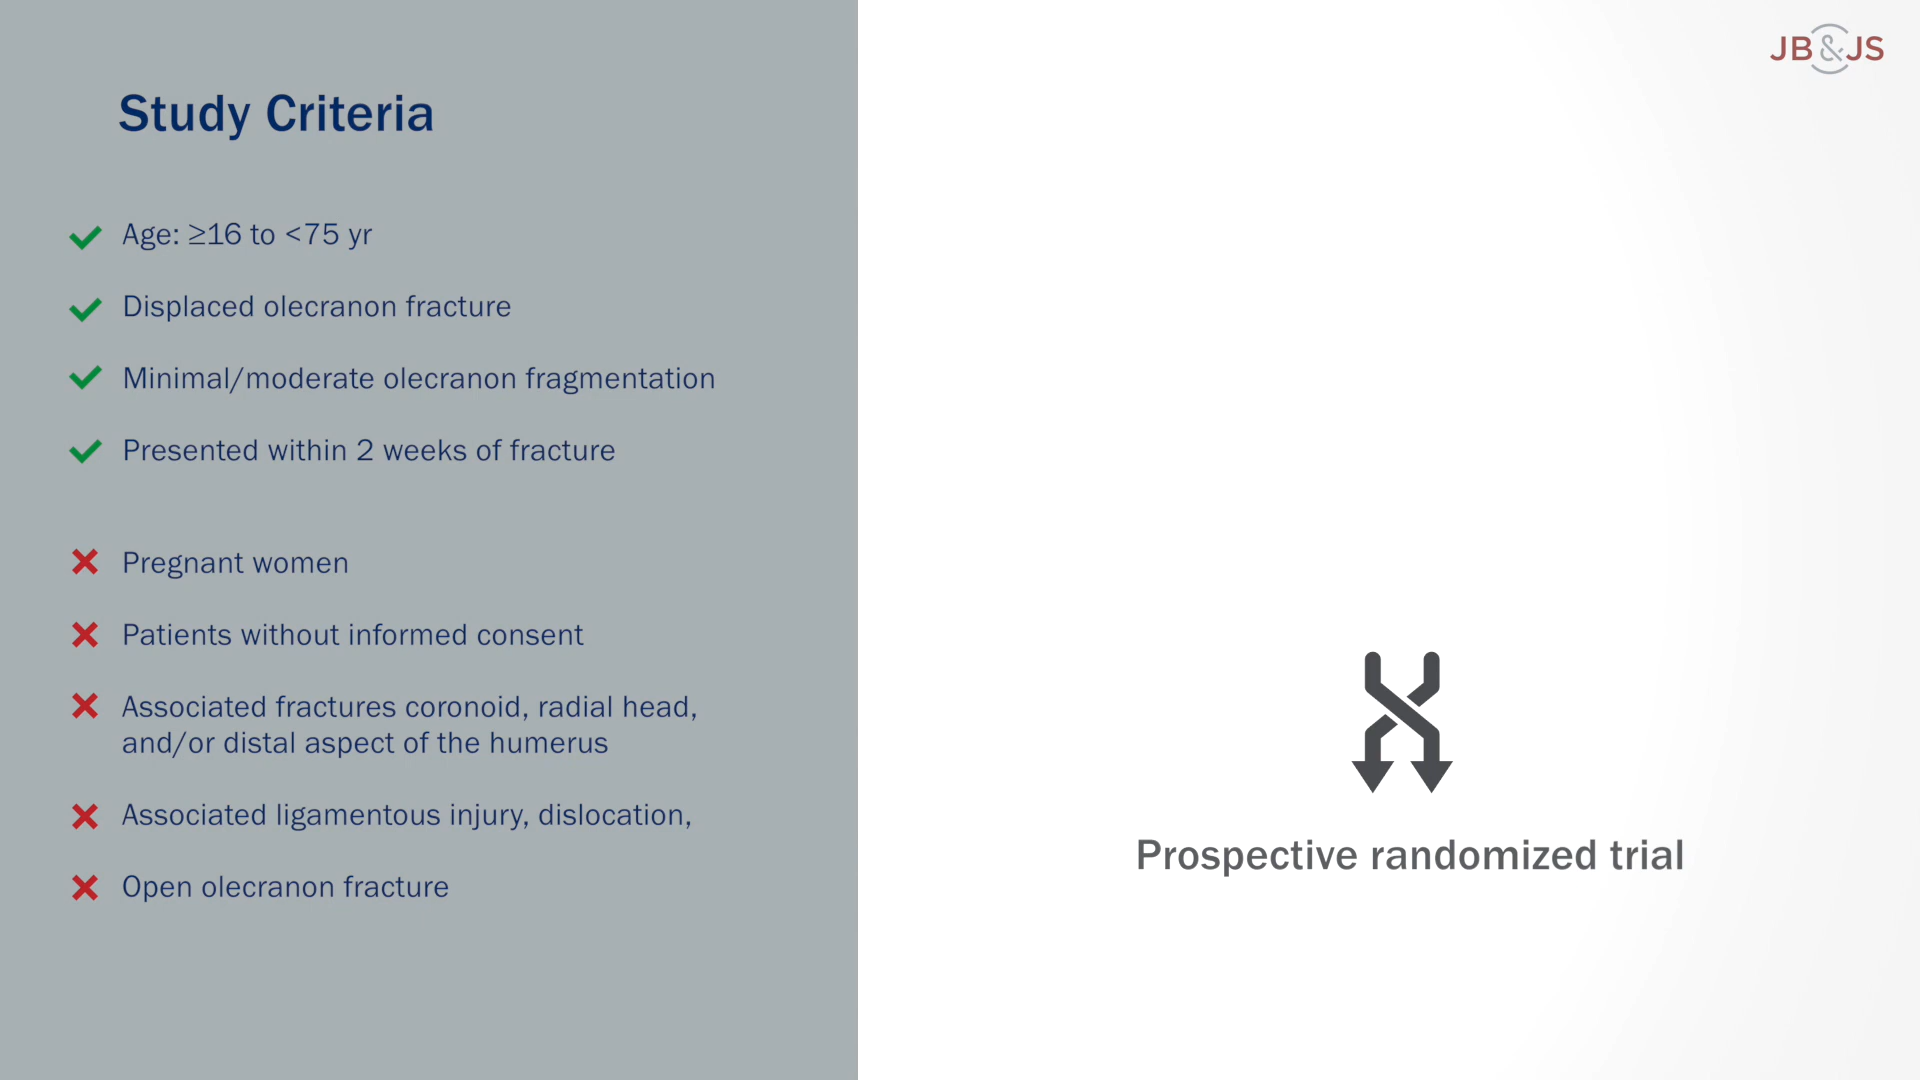 JB&JS
Study Criteria
Age: ≥16 to <75 yr
Displaced olecranon fracture
Minimal/moderate olecranon fragmentation
Presented within 2 weeks of fracture
Pregnant women
Patients without informed consent
Associated fractures coronoid, radial head,
and/or distal aspect of the humerus
Associated ligamentous injury, dislocation,
Open olecranon fracture
Prospective randomized trial